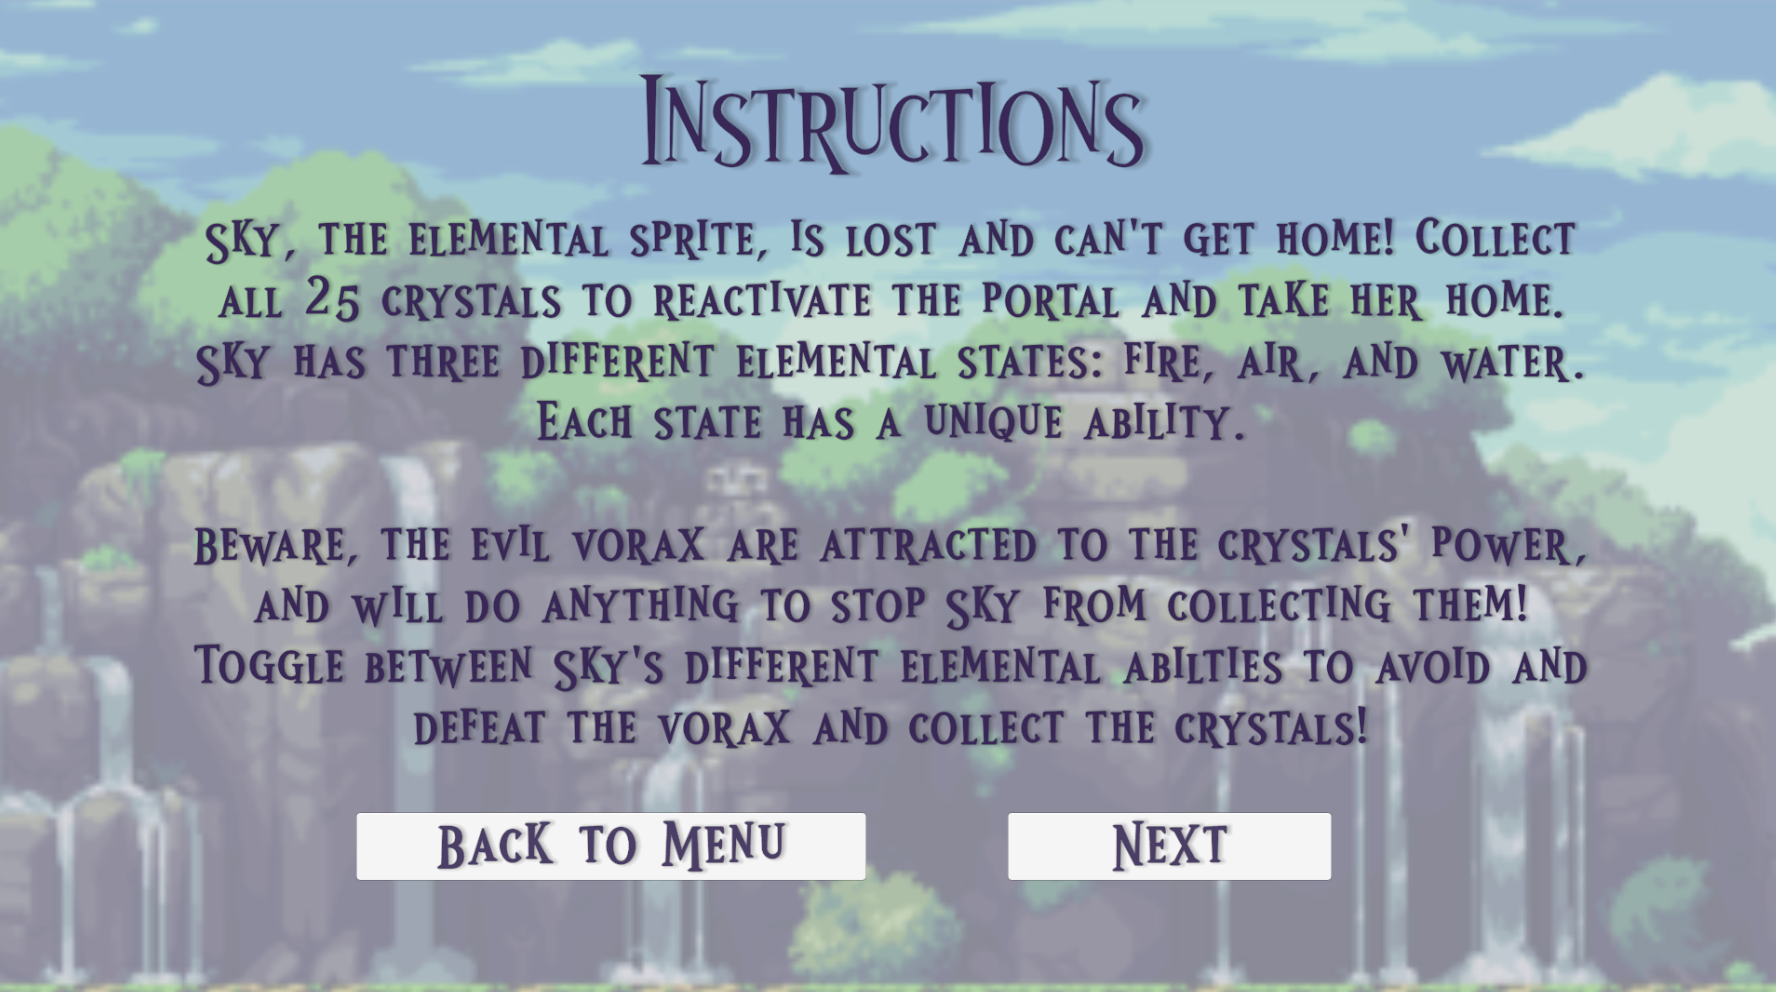 Instructions
Sky, the elemental sprite, is lost and can't get home! Collect
all 25 crystals to reactivate the portal and take her home.
Sky has three different elemental states: fire, air, and water.
Each state has a unique ability.
Beware, the evil vorax are attracted to the crystals' power,
and will do anything to stop Sky from collecting them!
Toggle between Sky's different elemental abilties to avoid and
defeat the vorax and collect the crystals!
Back to Menu
Next